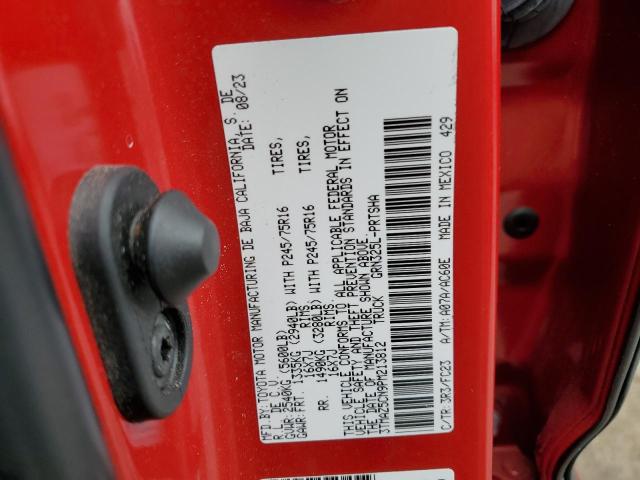 MFD.BY: TOYOTA MOTOR MANUFACTURING DE BAJA CALIFORNIA, S. DE
R.L. DE C.V. DATE: 08/23
GVWR: 2540KG (5600LB)
GAWR: FRT. 1335KG (2940LB) WITH P245/75R16 TIRES,
RIMS
RR. 1490KG (3280LB) WITH P245/75R16 TIRES,
16X7J RIMS.
THIS VEHICLE CONFORMS TO ALL APPLICABLE FEDERAL MOTOR
VEHICLE SAFETY AND THEFT PREVENTION STANDARDS IN EFFECT ON
THE DATE OF MANUFACTURE SHOWN ABOVE.
3TMAZ5CN9PM213812 TRUCK GRN325L-PRTSHA
C/TR: 3R3/FC23 A/TM: A07A/AC60E MADE IN MEXICO 429